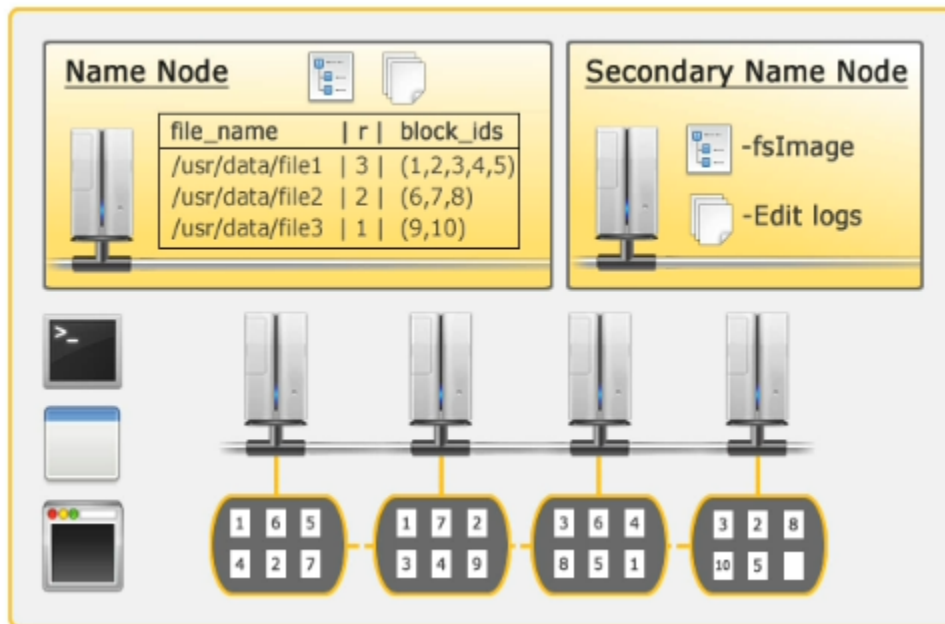 Name Node
file_name | r | block_ids
/usr/data/file1 | 3 | (1,2,3,4,5)
/usr/data/file2 | 2 | (6,7,8)
/usr/data/file3 | 1 | (9,10)
Secondary Name Node
-fsImage
-Edit logs
>_
1 6 5
4 2 7
1 7 2
3 4 9
3 6 4
8 5 1
3 2 8
10 5